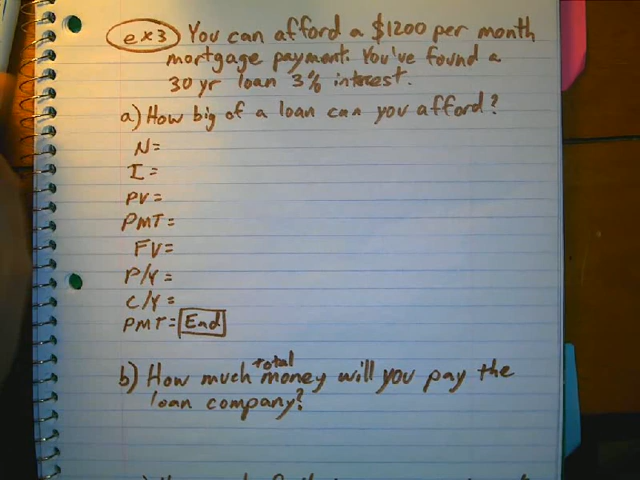 ex3 You can afford a $1200 per month
mortgage payment. You've found a
30 yr loan 3% interest.
a) How big of a loan can you afford?
N=
I=
PV=
PMT=
FV=
P/Y=
C/Y=
PMT= End
total
b) How much money will you pay the
loan company?